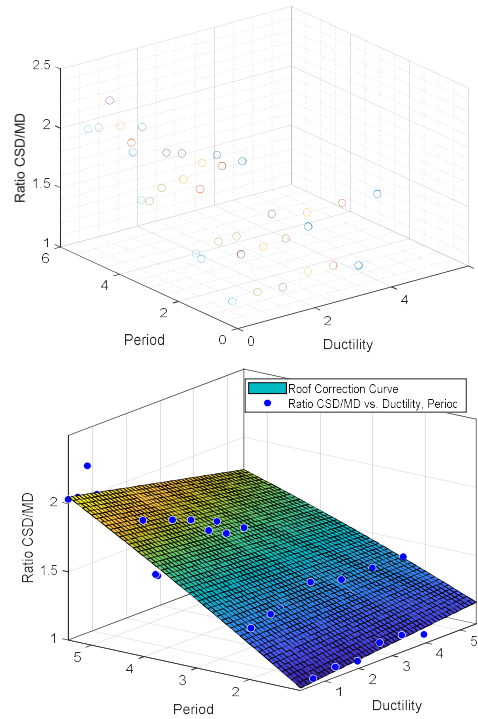 2.5
2
1.5
1
Ratio CSD/MD
6
4
2
0
Period
0
2
4
Ductility
Roof Correction Curve
Ratio CSD/MD vs. Ductility, Perioc
2
1.5
1
Ratio CSD/MD
5
4
3
2
Period
1
2
3
4
5
Ductility